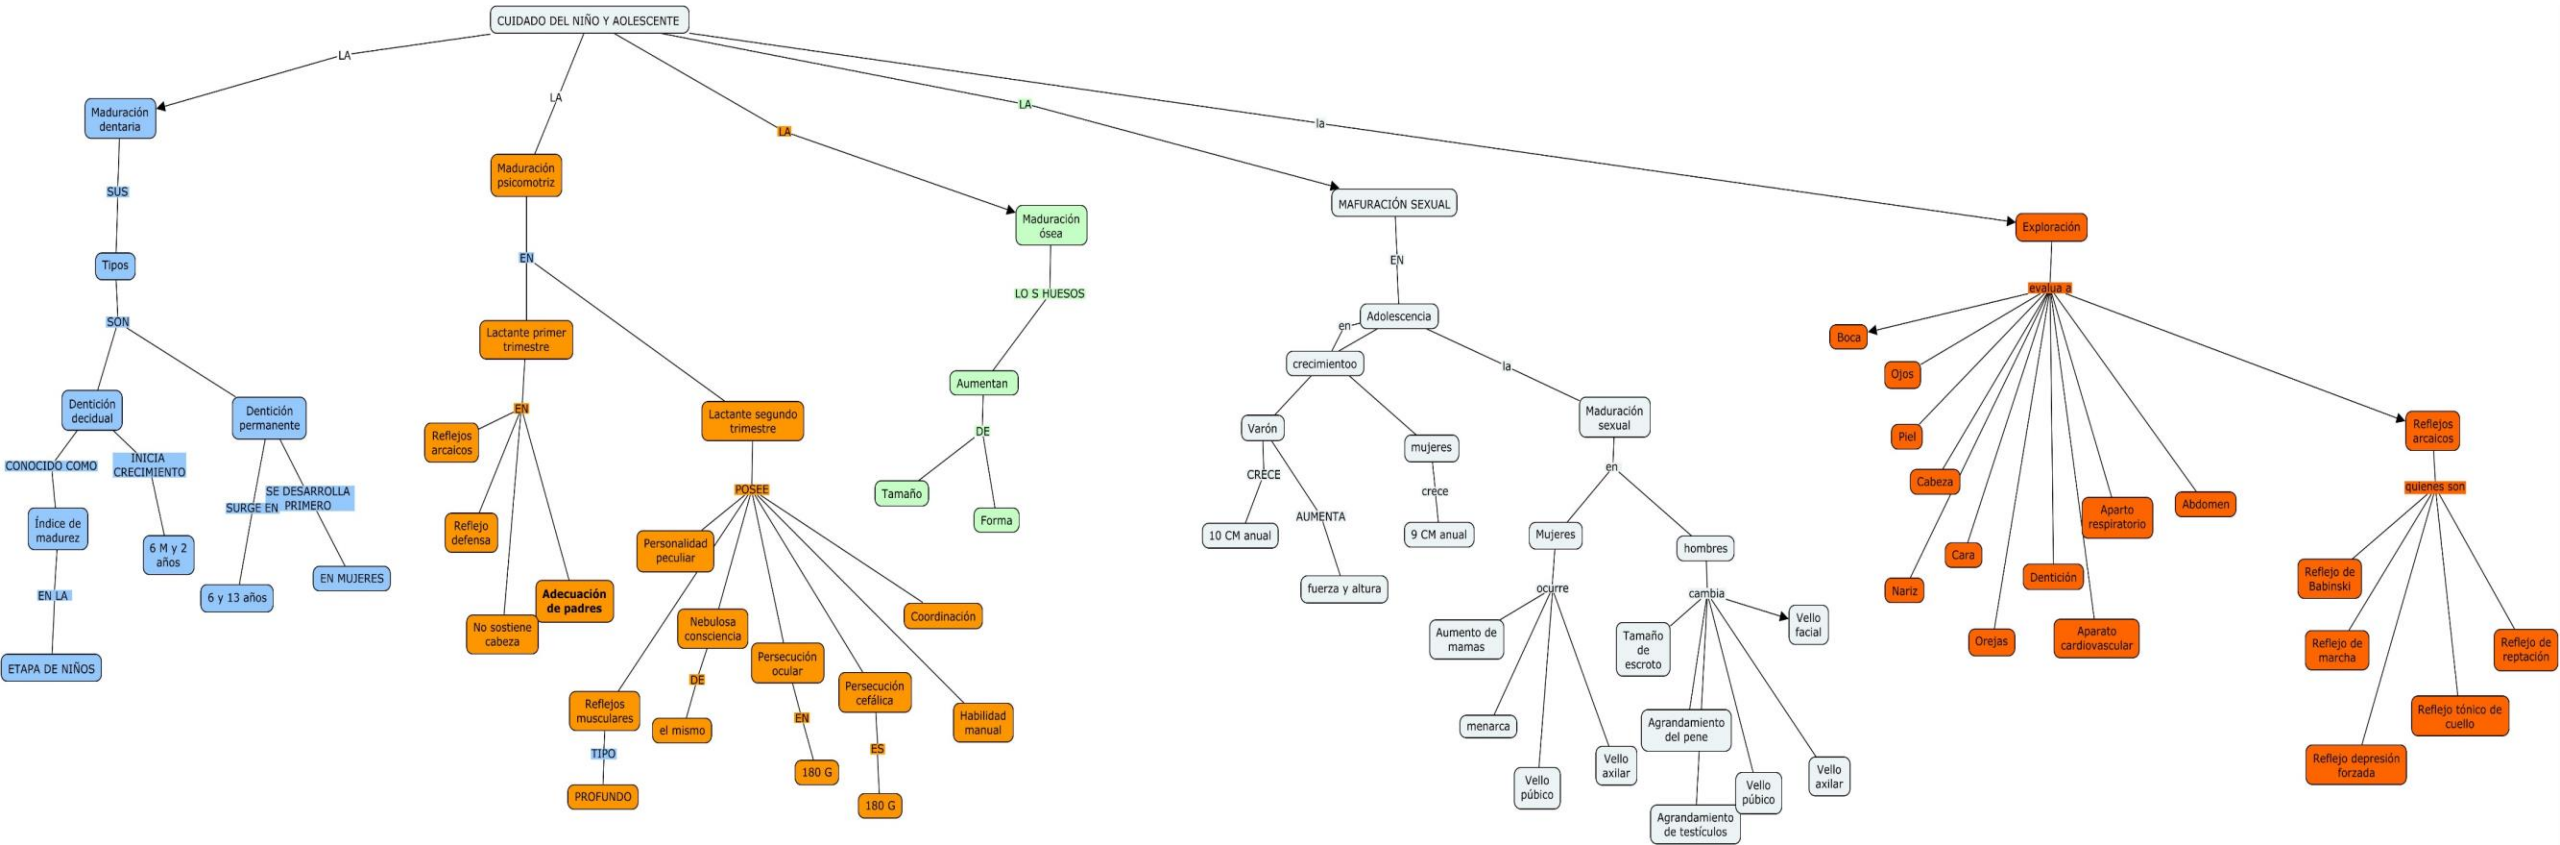 CUIDADO DEL NIÑO Y AOLESCENTE
LA
LA
LA
LA
la
Maduración
dentaria
SUS
Tipos
SON
Dentición
decidual
Dentición
permanente
CONOCIDO COMO
INICIA
CRECIMIENTO
SURGE EN
SE DESARROLLA
PRIMERO
Índice de
madurez
6 M y 2
años
6 y 13 años
EN MUJERES
EN LA
ETAPA DE NIÑOS
Maduración
psicomotriz
EN
Lactante primer
trimestre
EN
Reflejos
arcaicos
Reflejo
defensa
No sostiene
cabeza
Adecuación
de padres
Lactante segundo
trimestre
POSEE
Personalidad
peculiar
Reflejos
musculares
TIPO
PROFUNDO
Nebulosa
consciencia
DE
el mismo
Persecución
ocular
EN
180 G
Persecución
cefálica
ES
180 G
Habilidad
manual
Coordinación
Maduración
ósea
LO S HUESOS
Aumentan
DE
Tamaño
Forma
MAFURACIÓN SEXUAL
EN
Adolescencia
en
crecimientoo
la
Varón
CRECE
10 CM anual
AUMENTA
fuerza y altura
mujeres
crece
9 CM anual
Maduración
sexual
en
Mujeres
ocurre
Aumento de
mamas
menarca
Vello
púbico
Vello
axilar
hombres
cambia
Tamaño
de
escroto
Agrandamiento
del pene
Agrandamiento
de testículos
Vello
púbico
Vello
axilar
Vello
facial
Exploración
evalua a
Boca
Ojos
Piel
Cabeza
Nariz
Cara
Orejas
Dentición
Aparato
cardiovascular
Aparto
respiratorio
Abdomen
Reflejos
arcaicos
quienes son
Reflejo de
Babinski
Reflejo de
marcha
Reflejo depresión
forzada
Reflejo tónico de
cuello
Reflejo de
reptación